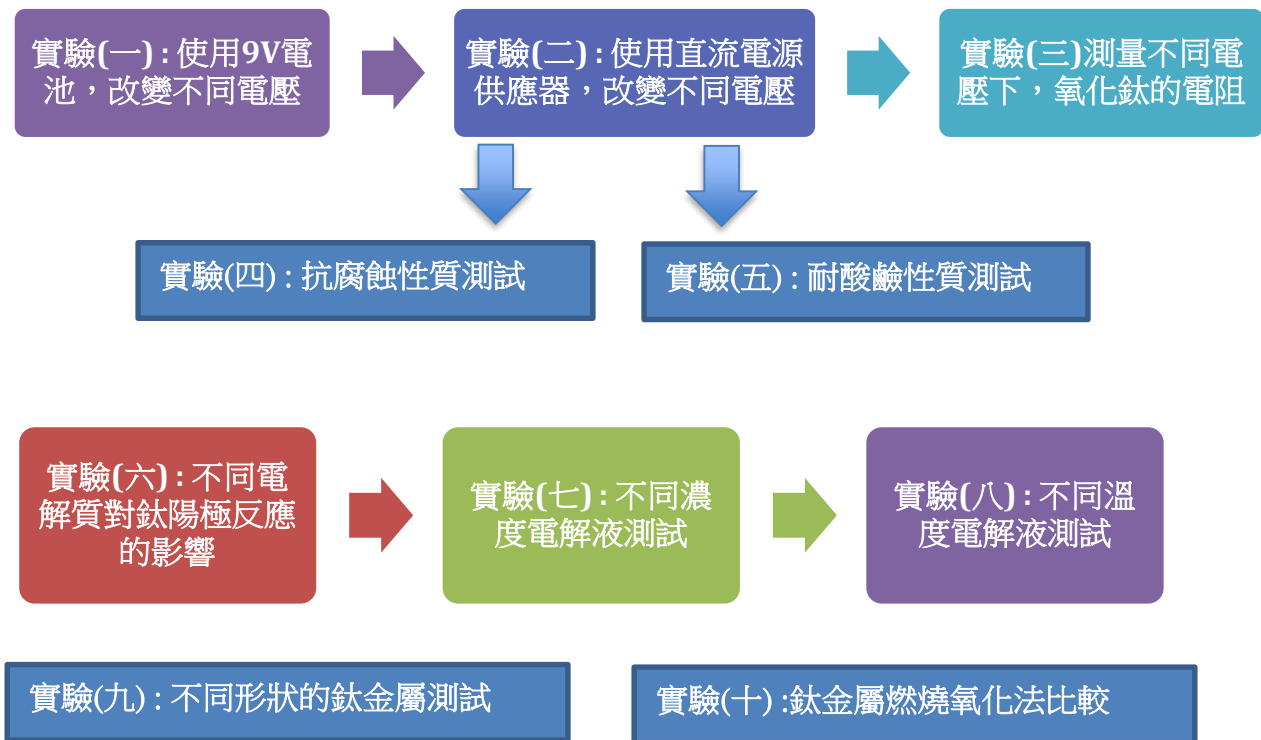 實驗(一) : 使用9V電
池，改變不同電壓
實驗(二) : 使用直流電源
供應器，改變不同電壓
實驗(三)測量不同電
壓下，氧化鈦的電阻
實驗(四) : 抗腐蝕性質測試
實驗(五) : 耐酸鹼性質測試
實驗(六) : 不同電
解質對鈦陽極反應
的影響
實驗(七) : 不同濃
度電解液測試
實驗(八) : 不同溫
度電解液測試
實驗(九) : 不同形狀的鈦金屬測試
實驗(十) :鈦金屬燃燒氧化法比較